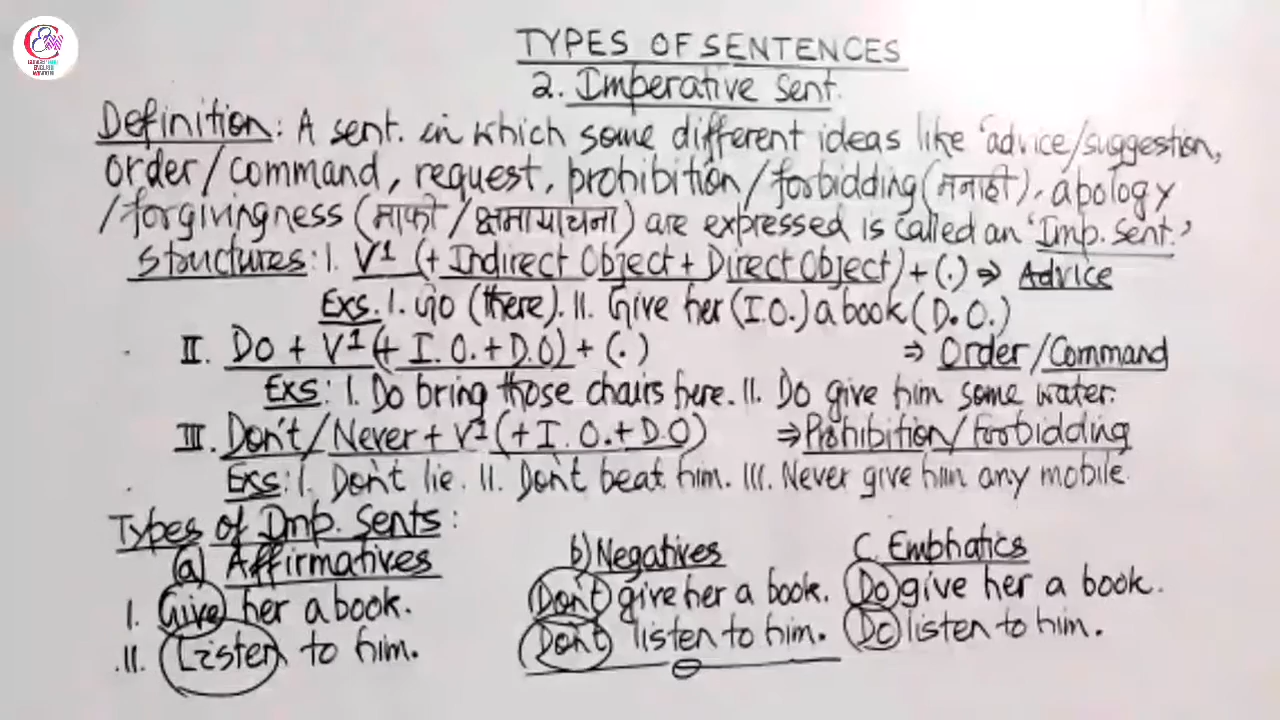 TYPES OF SENTENCES
2. Imperative sent.
Definition: A sent. in which some different ideas like 'advice/suggestion,
order/command, request, prohibition/forbidding (मनाही), apology
/forgivingness (माफी/क्षमायाचना) are expressed is called an 'Imp. sent.'
Structures: I. V1 (+ Indirect Object + Direct Object) + (.) ⇒ Advice
Exs. I. Go (there). II. Give her (I.O.) a book (D.O.)
II. Do + V1 (+ I.O. + D.O) + (.) ⇒ Order/Command
Exs: I. Do bring those chairs here. II. Do give him some water.
III. Don't/Never + V1 (+ I.O. + D.O) ⇒ Prohibition/Forbidding
Exs: I. Don't lie. II. Don't beat him. III. Never give him any mobile.
Types of Imp. Sents:
(a) Affirmatives b) Negatives C. Emphatics
I. Give her a book. Don't give her a book. Do give her a book.
II. Listen to him. Don't listen to him. Do listen to him.